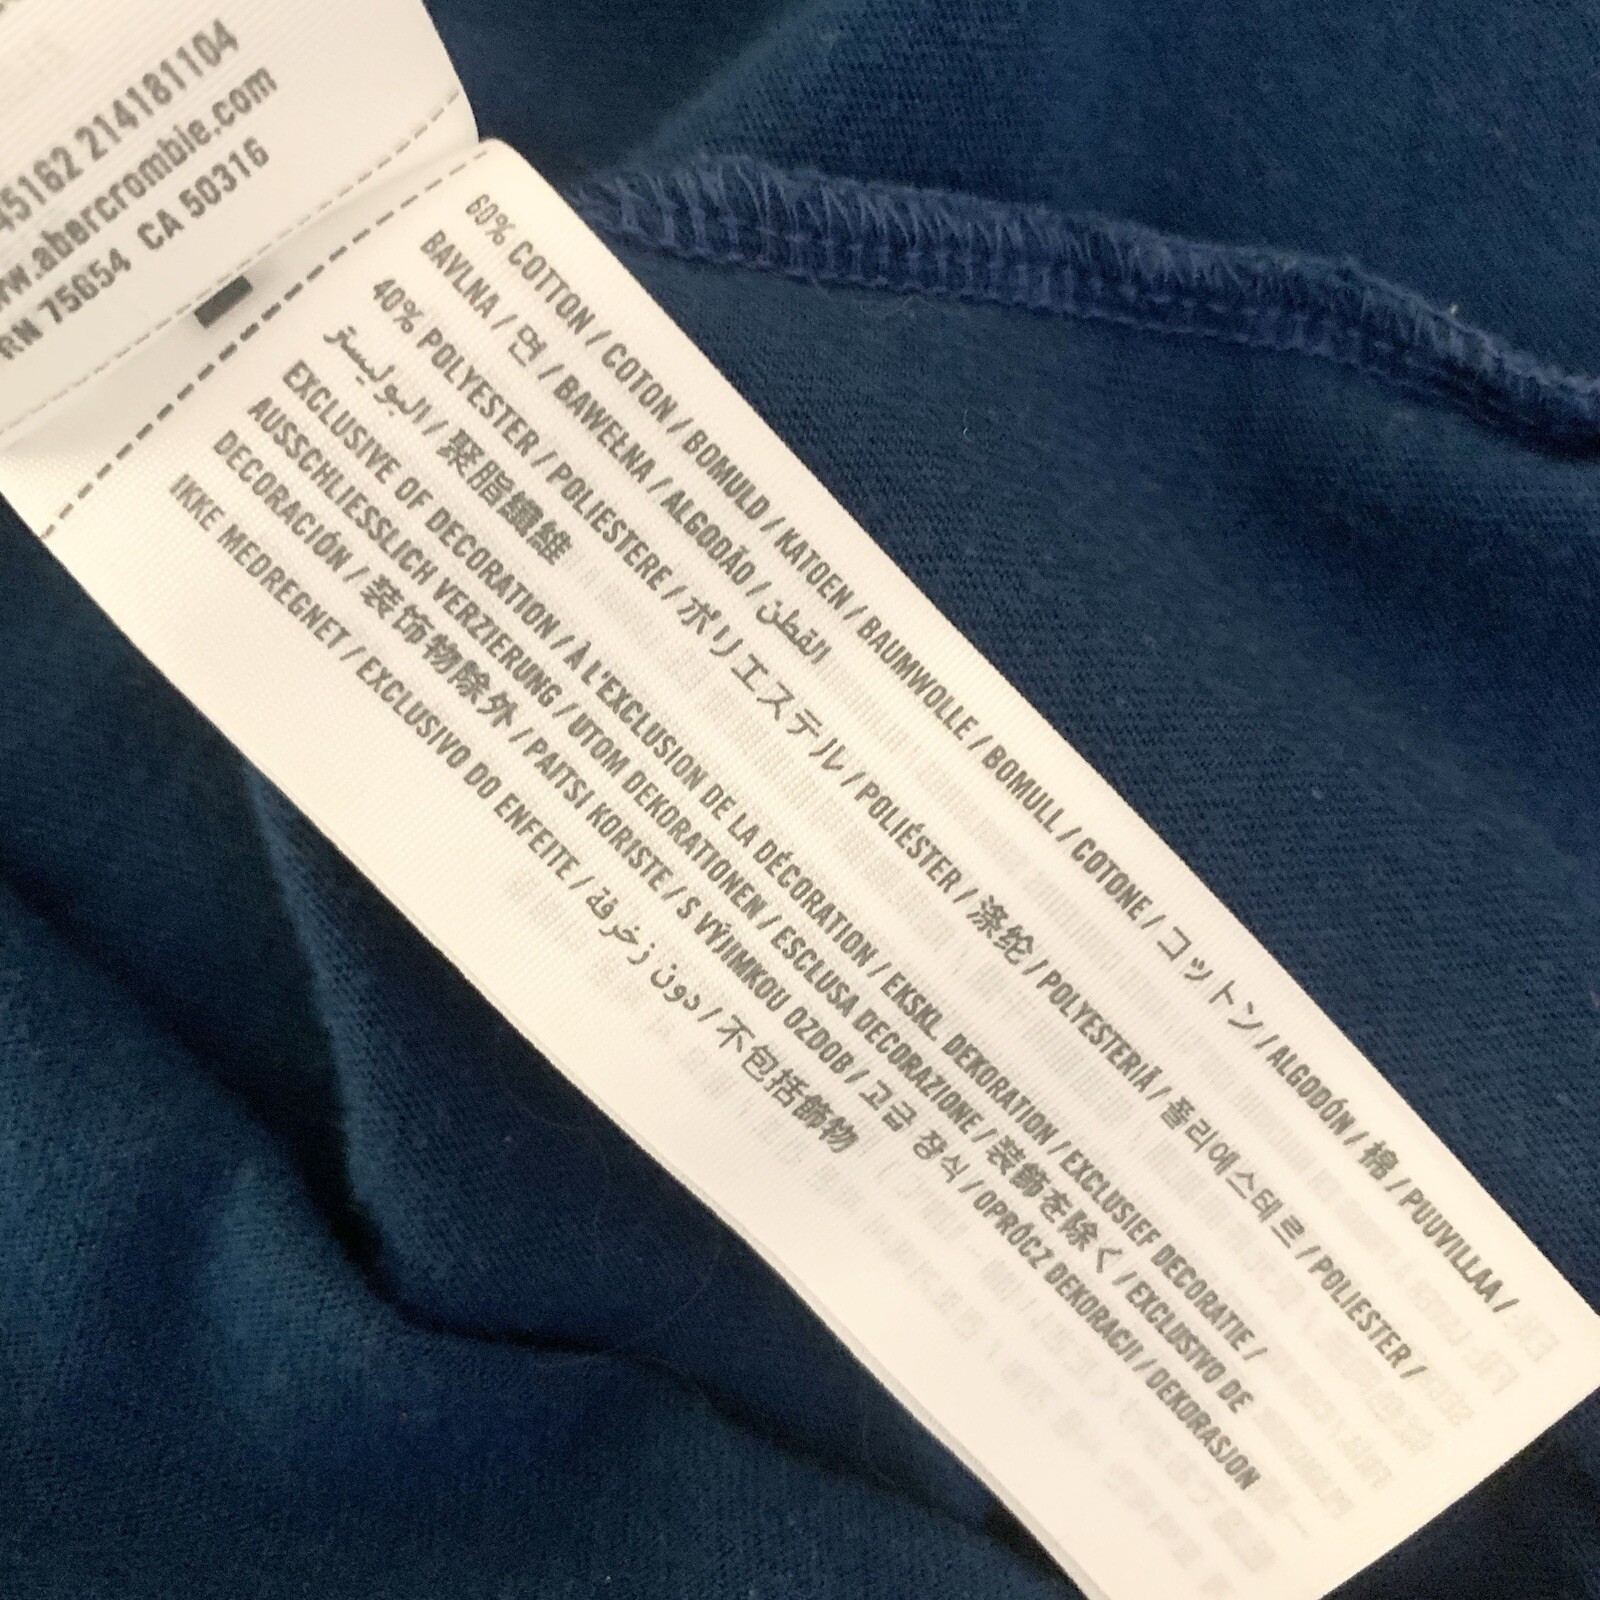 45162 214181104
www.abercrombie.com
RN 75654 CA 50316
60% COTTON / COTON / BOMULD / KATOEN / BAUMWOLLE / BOMULL / COTONE / コットン / ALGODÓN / 棉 / PUUVILLAA /
BAVLNA / 면 / BAWEŁNA / ALGODÃO / القطن
40% POLYESTER / POLIESTERE / ポリエステル / POLIÉSTER / 涤纶 / POLYESTERIÄ / 폴리에스테르 / POLIESTER /
البوليستر / 聚脂纖維
EXCLUSIVE OF DECORATION / À L'EXCLUSION DE LA DÉCORATION / EKSKL. DEKORATION / EXCLUSIEF DECORATIE /
AUSSCHLIESSLICH VERZIERUNG / UTOM DEKORATIONEN / ESCLUSA DECORAZIONE / 装飾を除く / EXCLUSIVO DE
DECORACIÓN / 装饰物除外 / PAITSI KORISTE / S VÝJIMKOU OZDOB / 고급 장식 / OPRÓCZ DEKORACJI / DEKORASJON
IKKE MEDREGNET / EXCLUSIVO DO ENFEITE / دون زخرفة / 不包括飾物